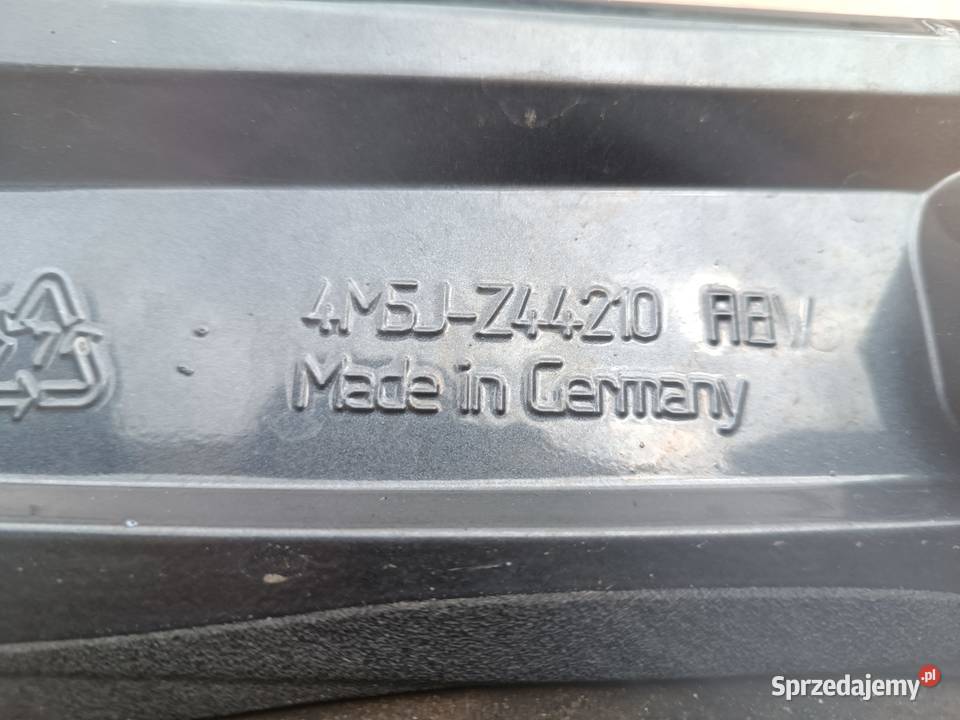 4M5J-Z44210
Made in Germany
Sprzedajemy.pl